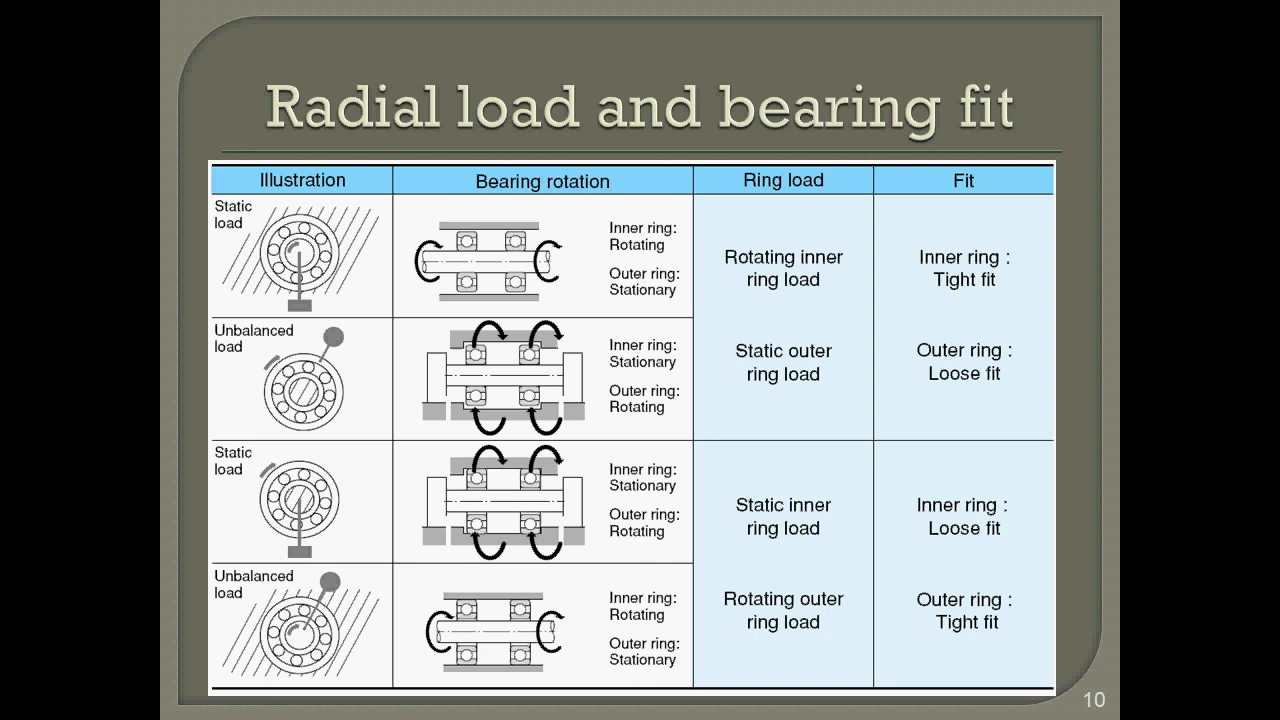 Radial load and bearing fit
Illustration
Bearing rotation
Ring load
Fit
Static
load
Inner ring:
Rotating
Outer ring:
Stationary
Rotating inner
ring load
Inner ring :
Tight fit
Unbalanced
load
Inner ring:
Stationary
Outer ring:
Rotating
Static outer
ring load
Outer ring :
Loose fit
Static
load
Inner ring:
Stationary
Outer ring:
Rotating
Static inner
ring load
Inner ring :
Loose fit
Unbalanced
load
Inner ring:
Rotating
Outer ring:
Stationary
Rotating outer
ring load
Outer ring :
Tight fit
10